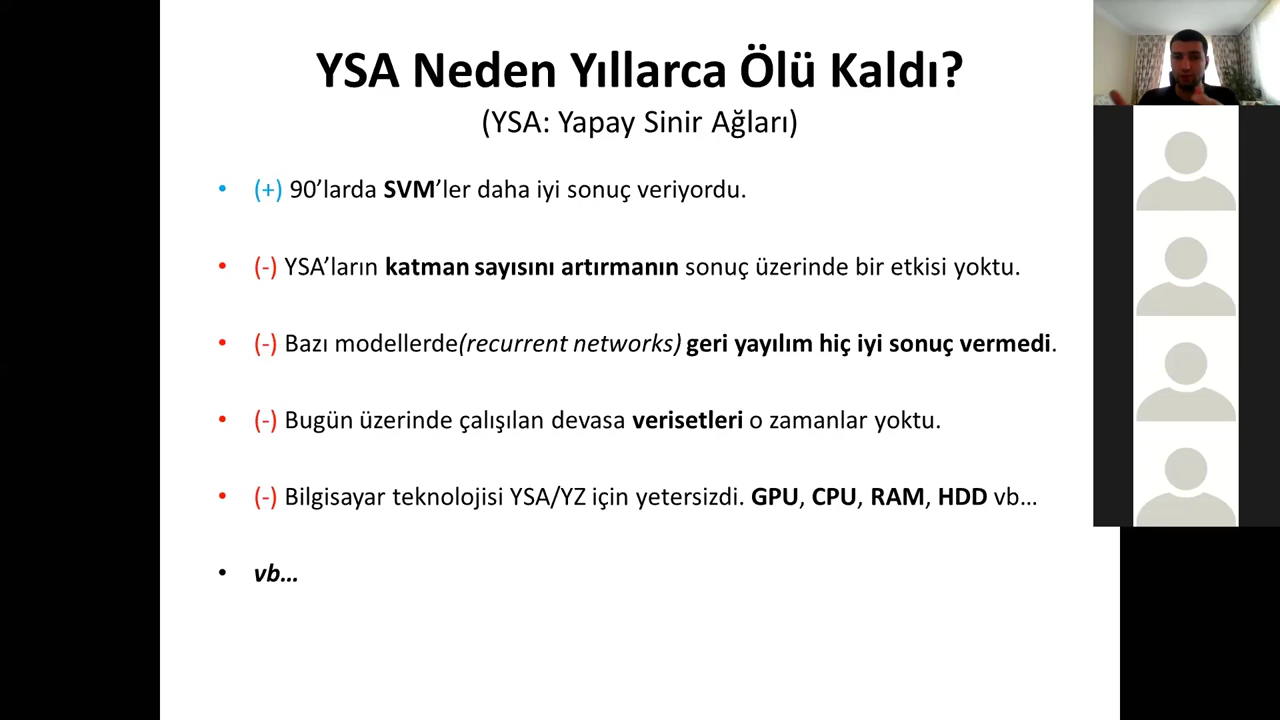 YSA Neden Yıllarca Ölü Kaldı?
(YSA: Yapay Sinir Ağları)
• (+) 90’larda SVM’ler daha iyi sonuç veriyordu.
• (-) YSA’ların katman sayısını artırmanın sonuç üzerinde bir etkisi yoktu.
• (-) Bazı modellerde(recurrent networks) geri yayılım hiç iyi sonuç vermedi.
• (-) Bugün üzerinde çalışılan devasa verisetleri o zamanlar yoktu.
• (-) Bilgisayar teknolojisi YSA/YZ için yetersizdi. GPU, CPU, RAM, HDD vb…
• vb…